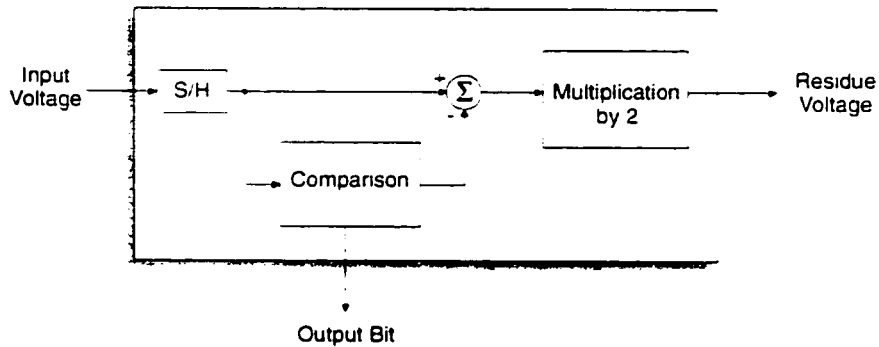 Input
Voltage
S/H
+
Σ
-
Multiplication
by 2
Residue
Voltage
Comparison
Output Bit